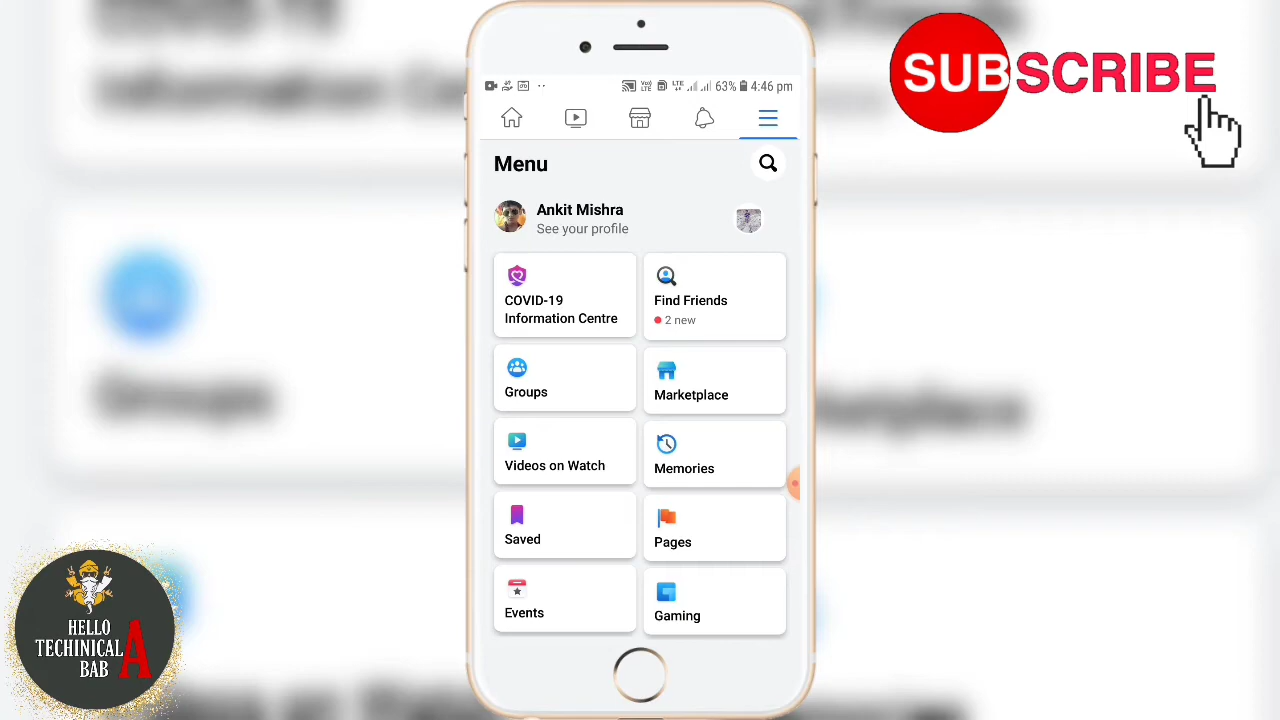 SUBSCRIBE
63% 4:46 pm
Menu
Ankit Mishra
See your profile
COVID-19
Information Centre
Find Friends
2 new
Groups
Marketplace
Videos on Watch
Memories
Saved
Pages
Events
Gaming
HELLO
TECHINICAL
BAB A